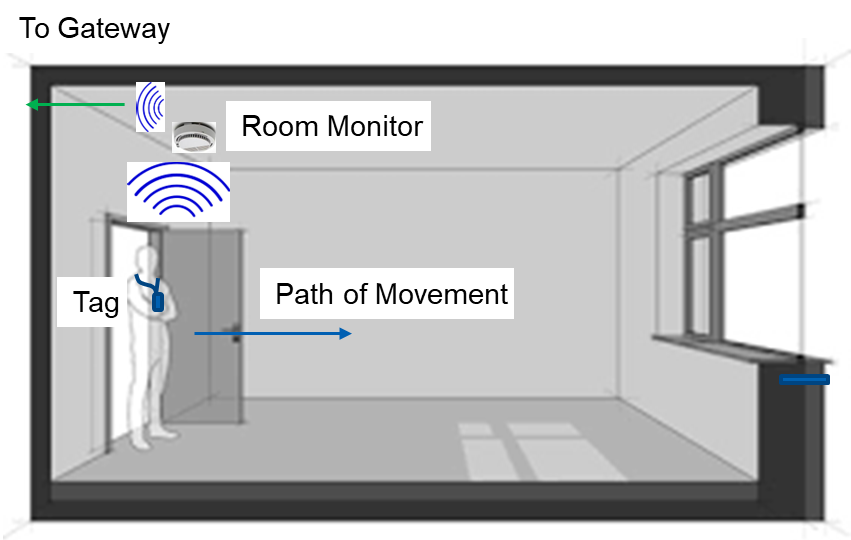 To Gateway
Room Monitor
Tag
Path of Movement